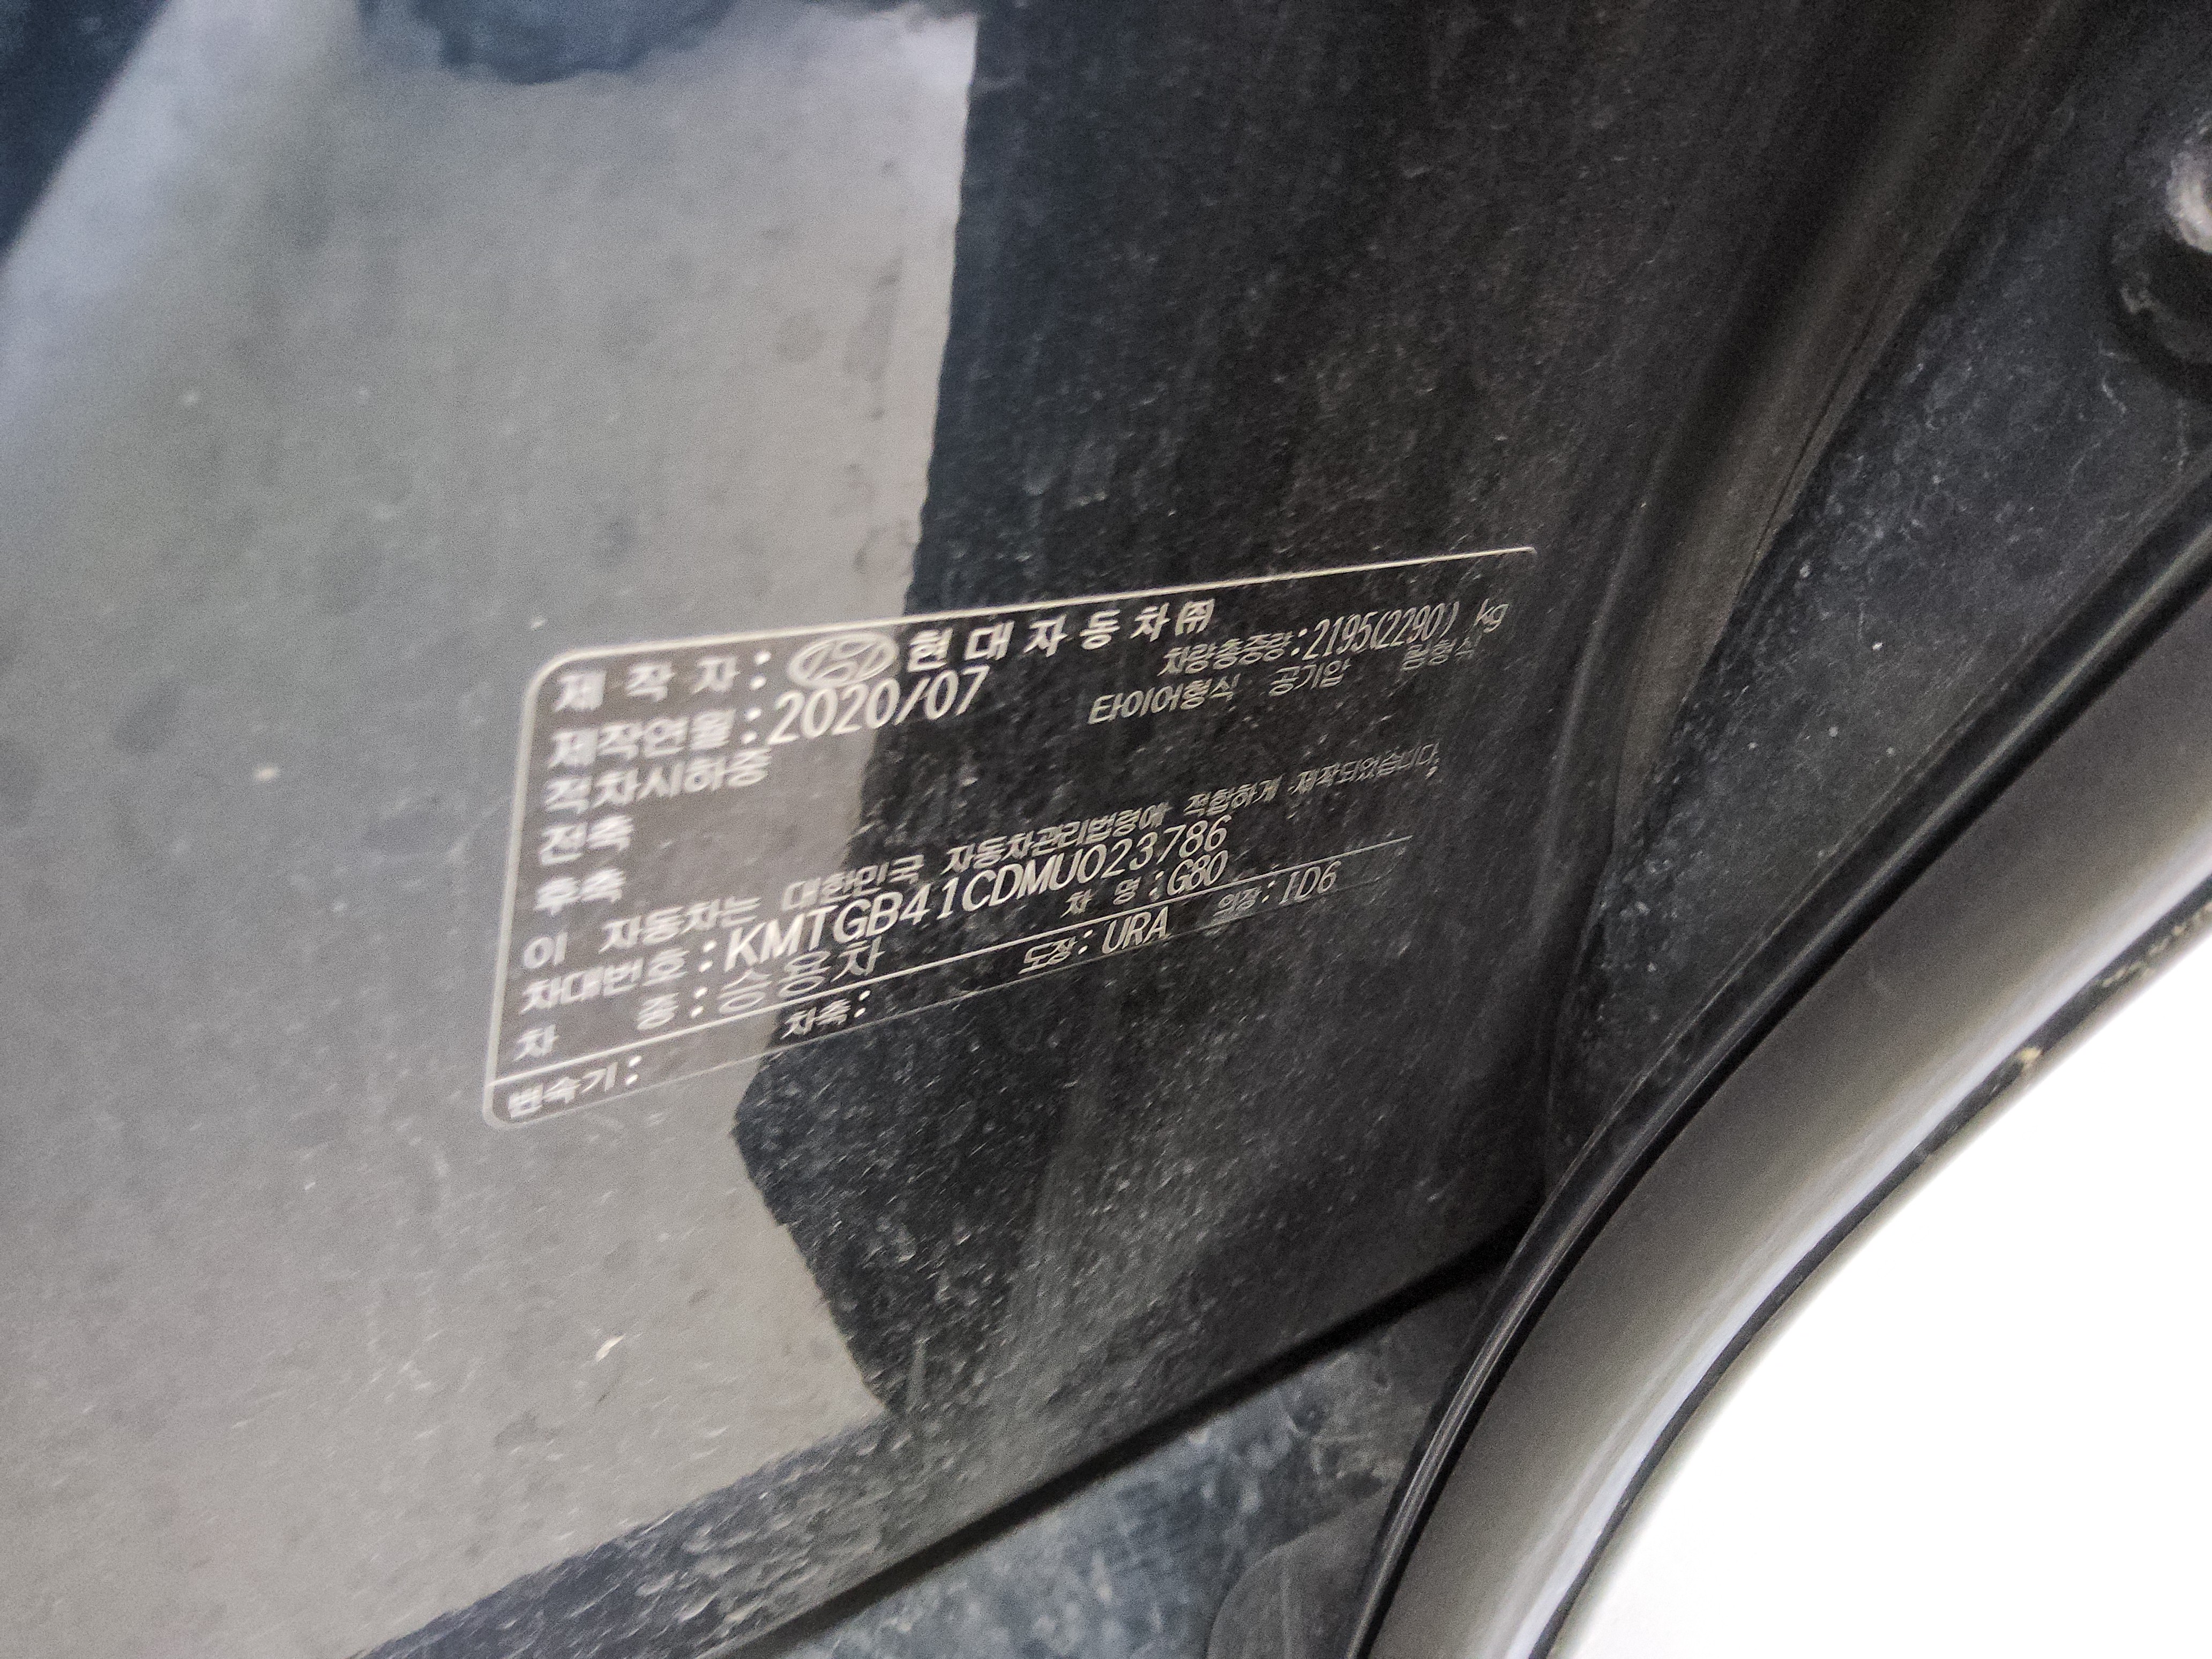 제 작 자 : 현 대 자 동 차 ㈜
제작연월 : 2020/07 차량총중량 : 2195(2290) kg
적차시하중 타이어형식 공기압 림형식
전축
후축
이 자동차는 대한민국 자동차관리법령에 적합하게 제작되었습니다.
차대번호 : KMTGB41CDMU023786
차 종 : 승용차 차 명 : G80
변속기 : 차축 : 도장 : URA 의장 : I-D6